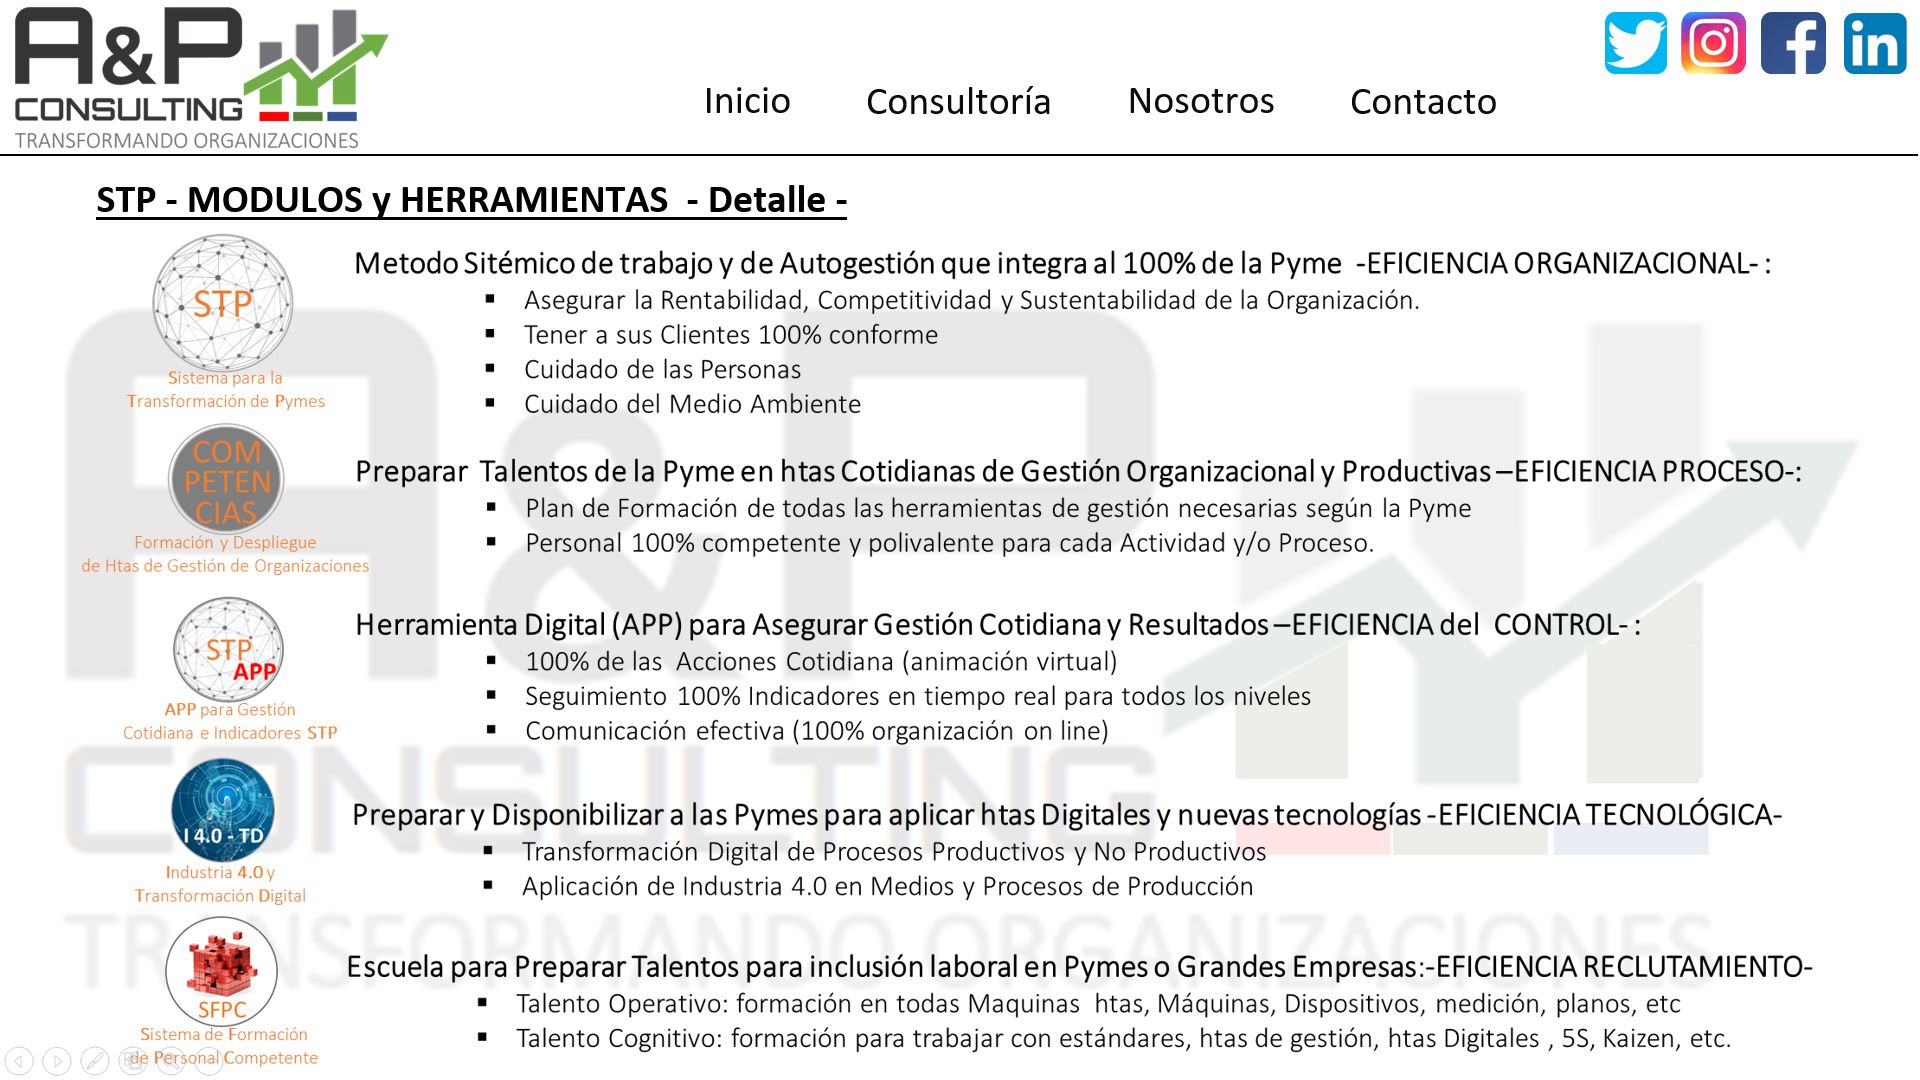 A&P
CONSULTING
TRANSFORMANDO ORGANIZACIONES
Inicio
Consultoría
Nosotros
Contacto
in
STP - MODULOS y HERRAMIENTAS  - Detalle -
STP
Sistema para la
Transformación de Pymes
Metodo Sitémico de trabajo y de Autogestión que integra al 100% de la Pyme  -EFICIENCIA ORGANIZACIONAL- :
▪ Asegurar la Rentabilidad, Competitividad y Sustentabilidad de la Organización.
▪ Tener a sus Clientes 100% conforme
▪ Cuidado de las Personas
▪ Cuidado del Medio Ambiente
COM
PETEN
CIAS
Formación y Despliegue
de Htas de Gestión de Organizaciones
Preparar  Talentos de la Pyme en htas Cotidianas de Gestión Organizacional y Productivas –EFICIENCIA PROCESO-:
▪ Plan de Formación de todas las herramientas de gestión necesarias según la Pyme
▪ Personal 100% competente y polivalente para cada Actividad y/o Proceso.
STP
APP
APP para Gestión
Cotidiana e Indicadores STP
Herramienta Digital (APP) para Asegurar Gestión Cotidiana y Resultados –EFICIENCIA del  CONTROL- :
▪ 100% de las  Acciones Cotidiana (animación virtual)
▪ Seguimiento 100% Indicadores en tiempo real para todos los niveles
▪ Comunicación efectiva (100% organización on line)
I 4.0 - TD
Industria 4.0 y
Transformación Digital
Preparar y Disponibilizar a las Pymes para aplicar htas Digitales y nuevas tecnologías -EFICIENCIA TECNOLÓGICA-
▪ Transformación Digital de Procesos Productivos y No Productivos
▪ Aplicación de Industria 4.0 en Medios y Procesos de Producción
SFPC
Sistema de Formación
de Personal Competente
Escuela para Preparar Talentos para inclusión laboral en Pymes o Grandes Empresas:-EFICIENCIA RECLUTAMIENTO-
▪ Talento Operativo: formación en todas Maquinas  htas, Máquinas, Dispositivos, medición, planos, etc
▪ Talento Cognitivo: formación para trabajar con estándares, htas de gestión, htas Digitales , 5S, Kaizen, etc.
A&P
CONSULTING
TRANSFORMANDO ORGANIZACIONES